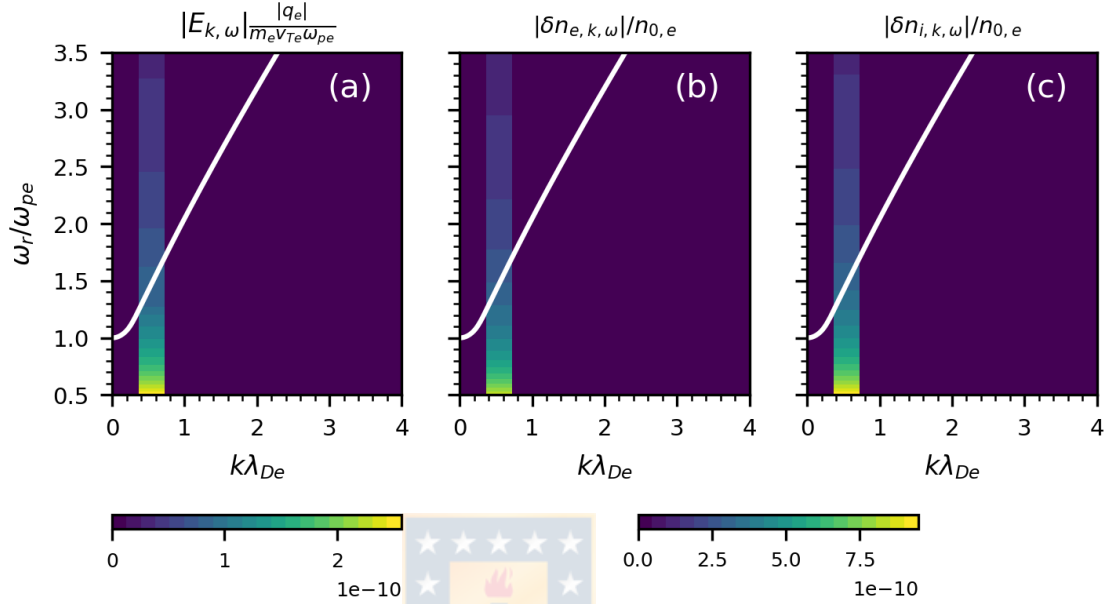 |E_{k, ω}| |q_e| / m_e v_{Te} ω_{pe} |δn_{e, k, ω}|/n_{0, e} |δn_{i, k, ω}|/n_{0, e}
(a) (b) (c)
3.5
3.0
2.5
2.0
1.5
1.0
0.5
ω_r/ω_{pe}
0 1 2 3 4 0 1 2 3 4 0 1 2 3 4
kλ_{De} kλ_{De} kλ_{De}
0 1 2 0.0 2.5 5.0 7.5
1e−10 1e−10